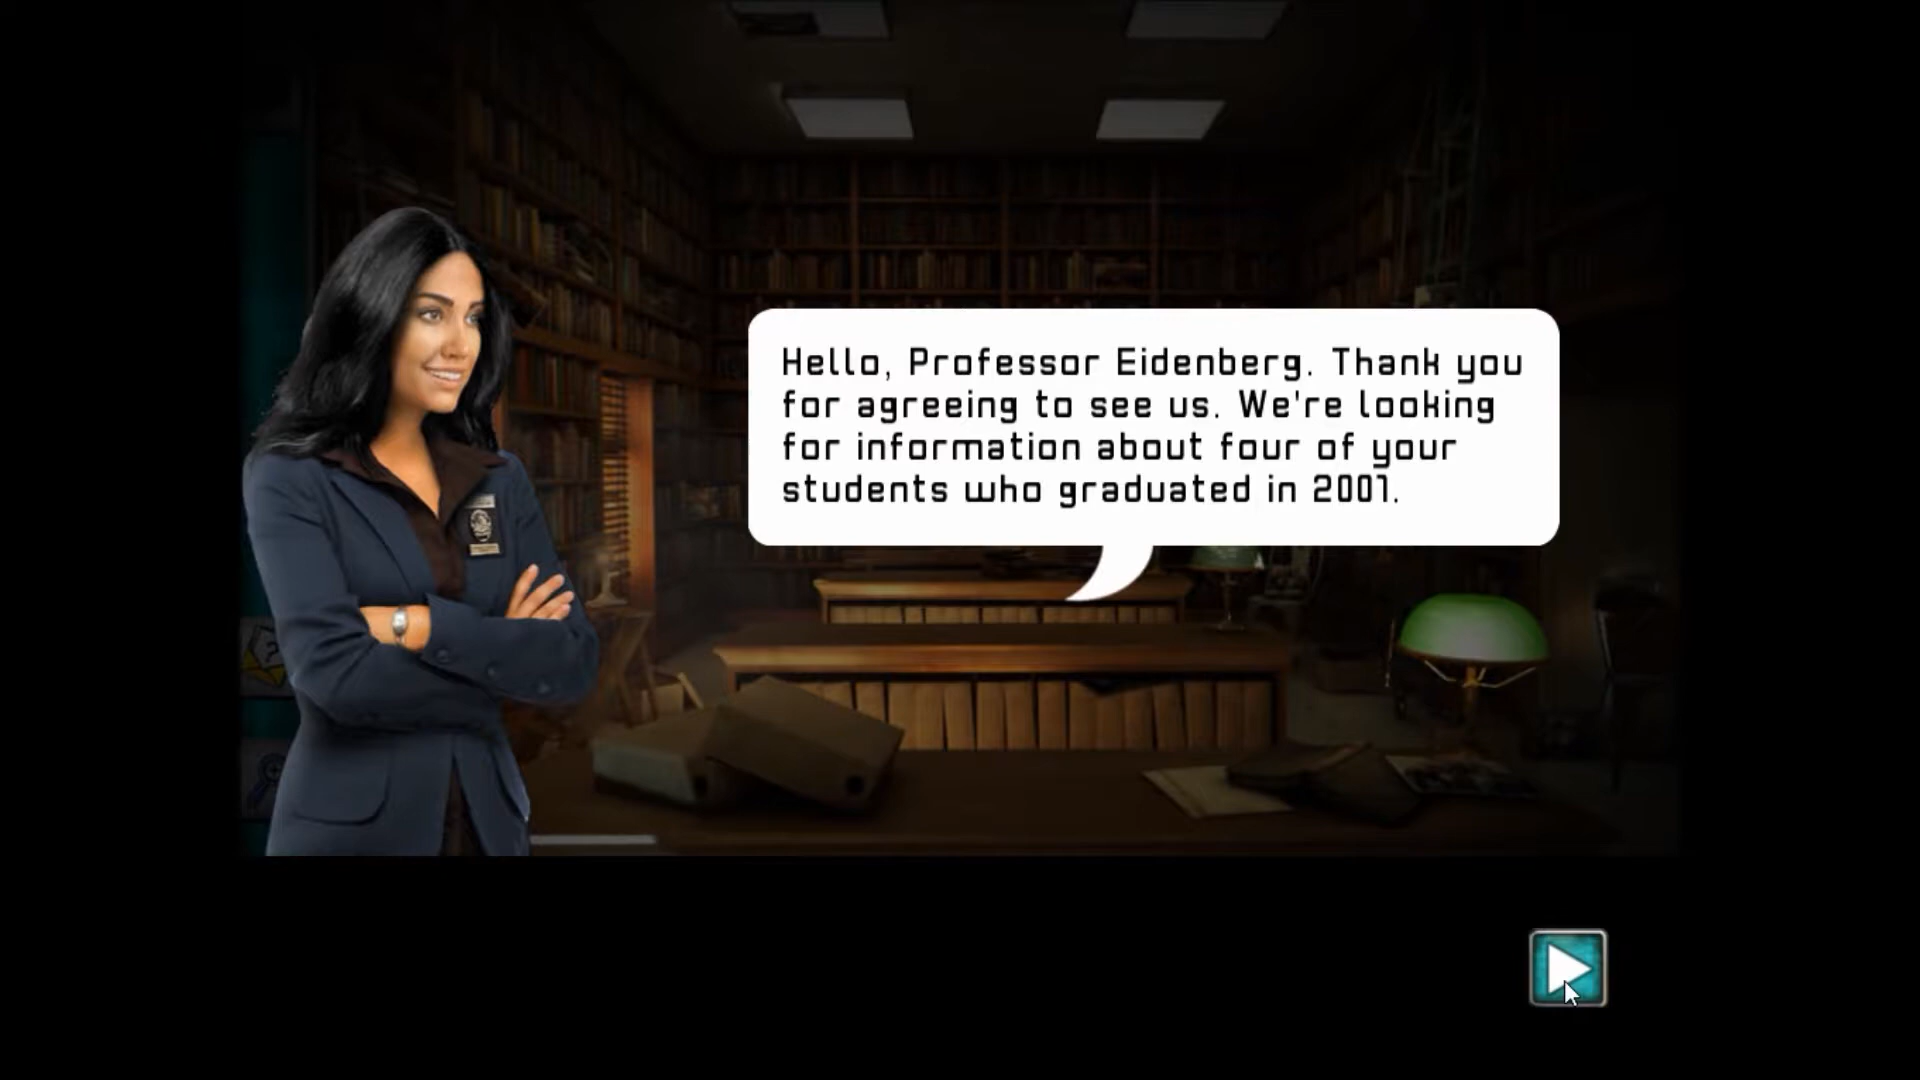 Hello, Professor Eidenberg. Thank you
for agreeing to see us. We're looking
for information about four of your
students who graduated in 2001.